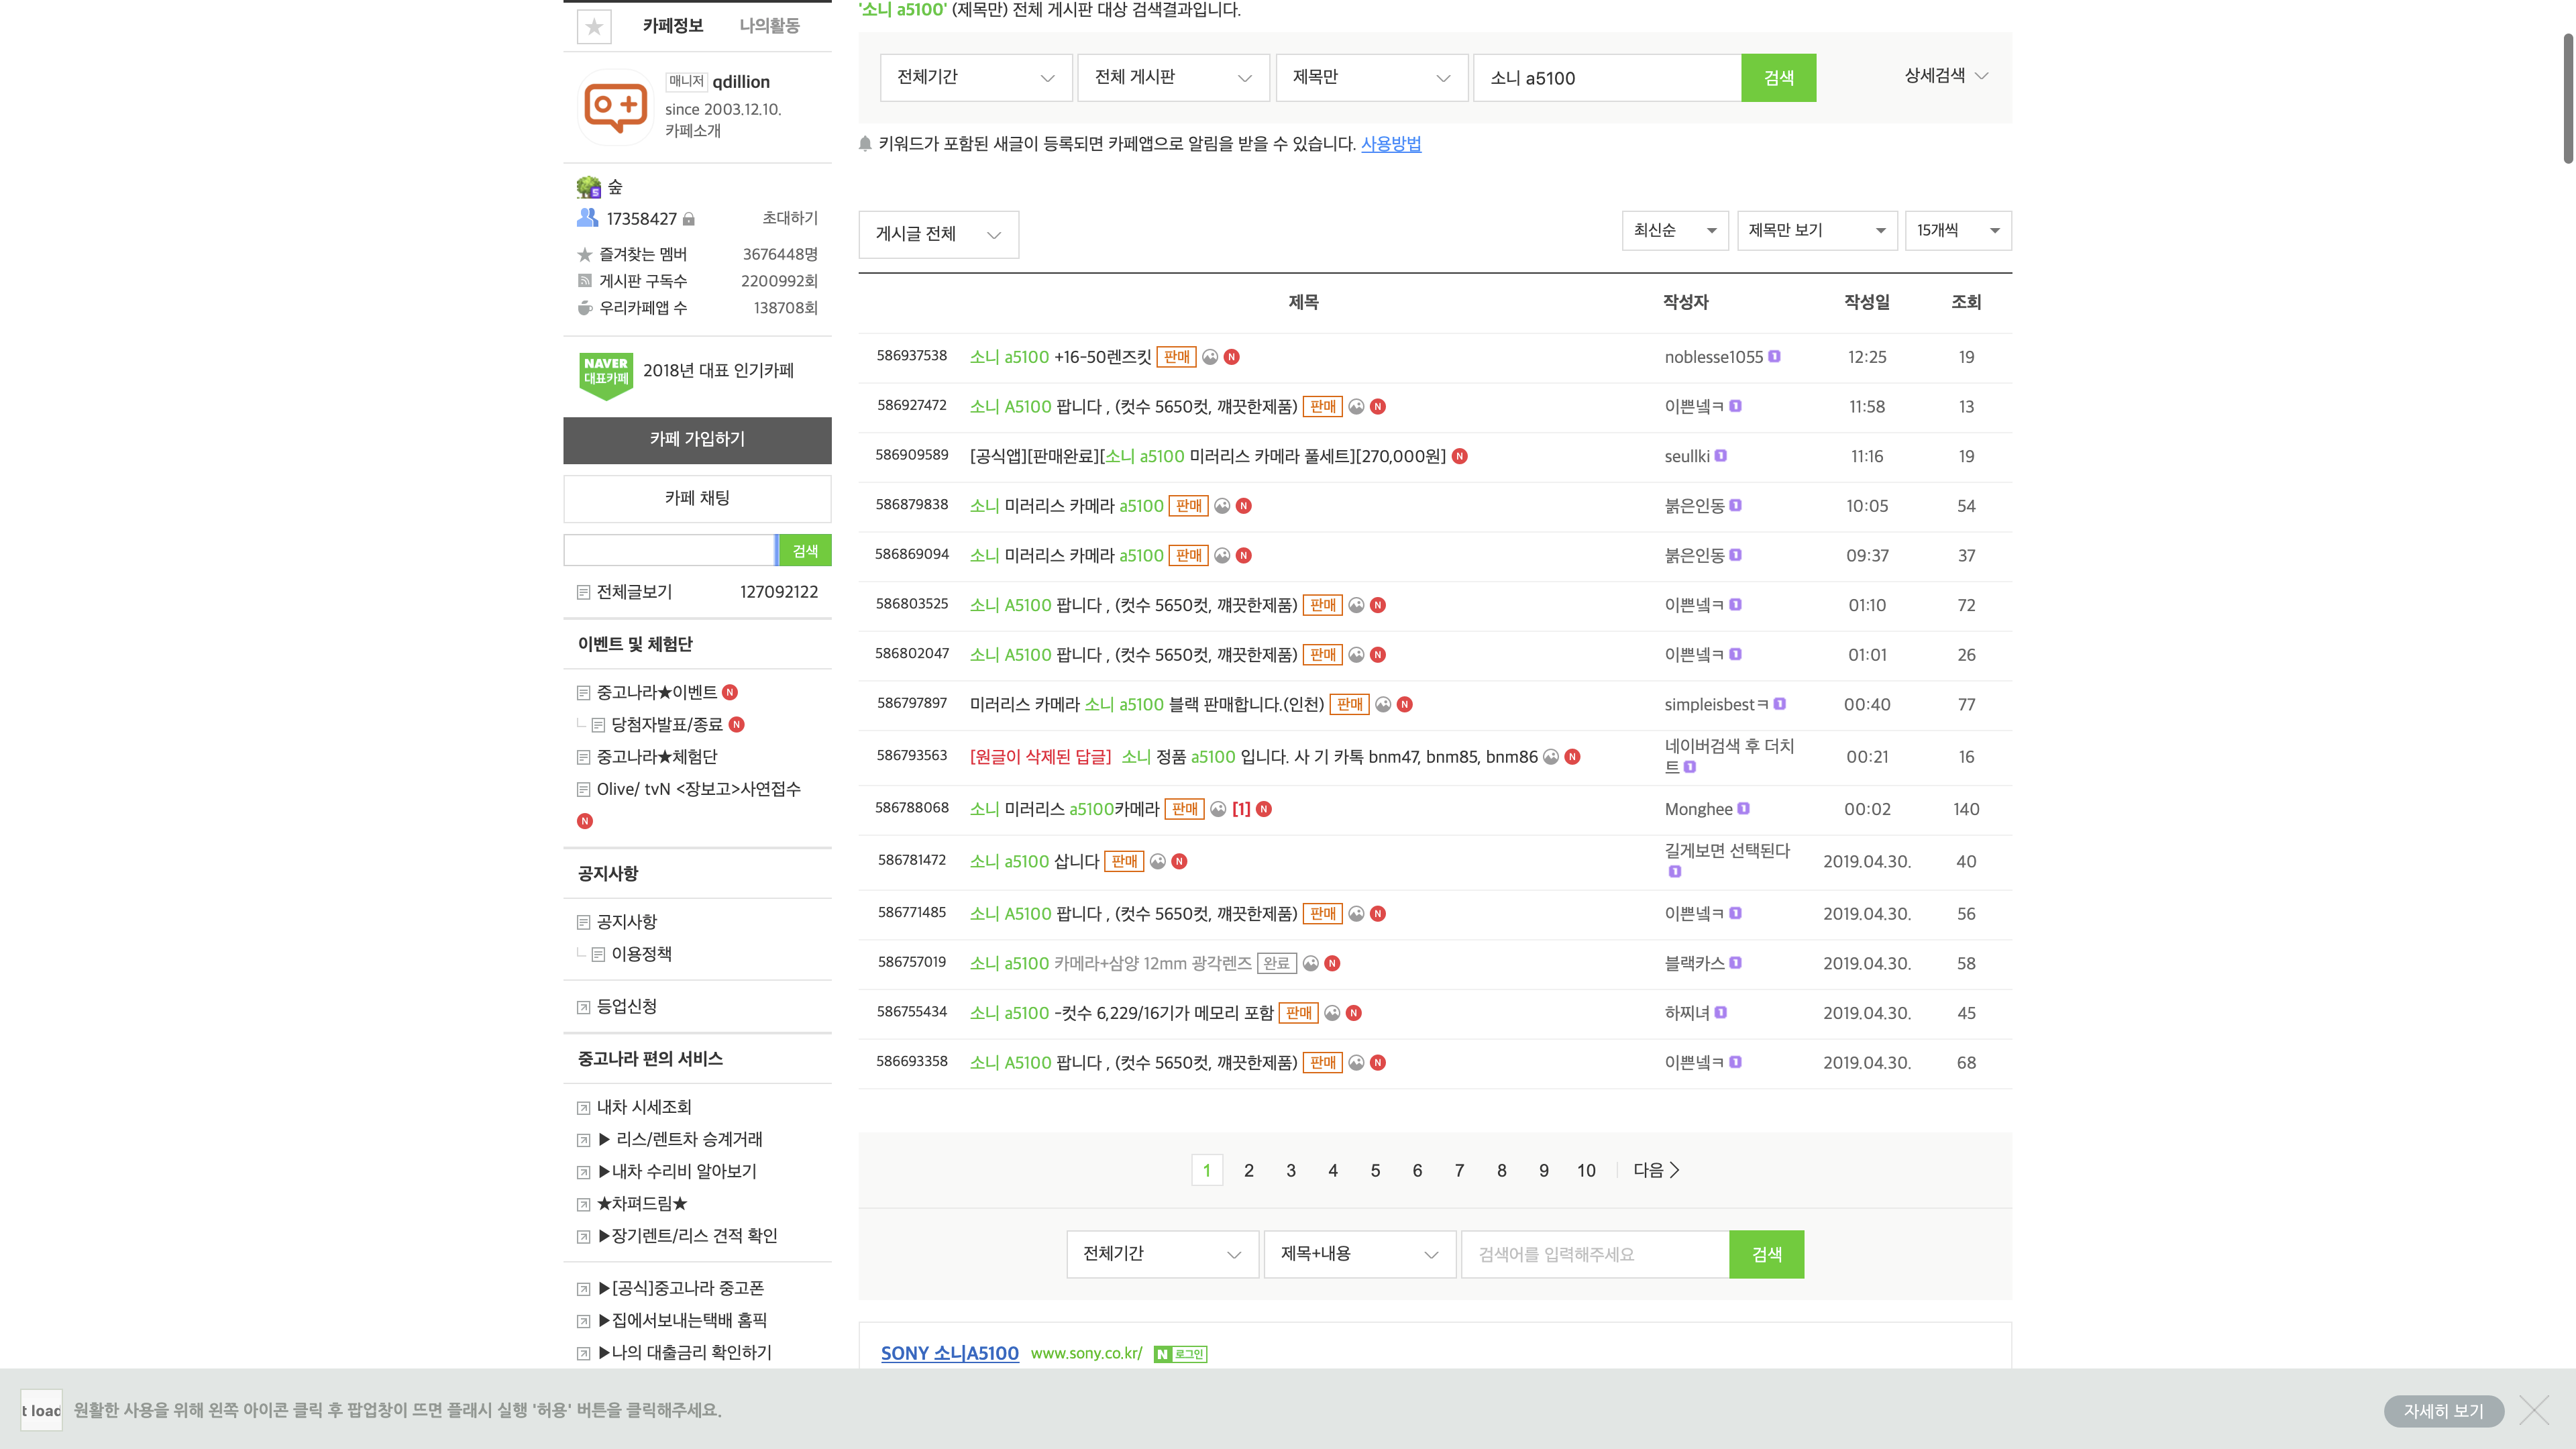 카페정보 나의활동
매니저 qdillion
since 2003.12.10.
카페소개
숲
17358427 초대하기
즐겨찾는 멤버 3676448명
게시판 구독수 2200992회
우리카페앱 수 138708회
NAVER 대표카페 2018년 대표 인기카페
카페 가입하기
카페 채팅
검색
전체글보기 127092122
이벤트 및 체험단
중고나라★이벤트 N
당첨자발표/종료 N
중고나라★체험단
Olive/ tvN <장보고>사연접수
N
공지사항
공지사항
이용정책
등업신청
중고나라 편의 서비스
내차 시세조회
▶ 리스/렌트차 승계거래
▶내차 수리비 알아보기
★차펴드림★
▶장기렌트/리스 견적 확인
▶[공식]중고나라 중고폰
▶집에서보내는택배 홈픽
▶나의 대출금리 확인하기
'소니 a5100' (제목만) 전체 게시판 대상 검색결과입니다.
전체기간 전체 게시판 제목만 소니 a5100 검색 상세검색
키워드가 포함된 새글이 등록되면 카페앱으로 알림을 받을 수 있습니다. 사용방법
게시글 전체 최신순 제목만 보기 15개씩
제목 작성자 작성일 조회
586937538 소니 a5100 +16-50렌즈킷 판매 N noblesse1055 1 12:25 19
586927472 소니 A5100 팝니다 , (컷수 5650컷, 꺠끗한제품) 판매 N 이쁜넼ㅋ 1 11:58 13
586909589 [공식앱][판매완료][소니 a5100 미러리스 카메라 풀세트][270,000원] N seullki 1 11:16 19
586879838 소니 미러리스 카메라 a5100 판매 N 붉은인동 1 10:05 54
586869094 소니 미러리스 카메라 a5100 판매 N 붉은인동 1 09:37 37
586803525 소니 A5100 팝니다 , (컷수 5650컷, 꺠끗한제품) 판매 N 이쁜넼ㅋ 1 01:10 72
586802047 소니 A5100 팝니다 , (컷수 5650컷, 꺠끗한제품) 판매 N 이쁜넼ㅋ 1 01:01 26
586797897 미러리스 카메라 소니 a5100 블랙 판매합니다.(인천) 판매 N simpleisbestㅋ 1 00:40 77
586793563 [원글이 삭제된 답글] 소니 정품 a5100 입니다. 사 기 카톡 bnm47, bnm85, bnm86 N 네이버검색 후 더치트 1 00:21 16
586788068 소니 미러리스 a5100카메라 판매 [1] N Monghee 1 00:02 140
586781472 소니 a5100 삽니다 판매 N 길게보면 선택된다 1 2019.04.30. 40
586771485 소니 A5100 팝니다 , (컷수 5650컷, 꺠끗한제품) 판매 N 이쁜넼ㅋ 1 2019.04.30. 56
586757019 소니 a5100 카메라+삼양 12mm 광각렌즈 완료 N 블랙카스 1 2019.04.30. 58
586755434 소니 a5100 -컷수 6,229/16기가 메모리 포함 판매 N 하찌녀 1 2019.04.30. 45
586693358 소니 A5100 팝니다 , (컷수 5650컷, 꺠끗한제품) 판매 N 이쁜넼ㅋ 1 2019.04.30. 68
1 2 3 4 5 6 7 8 9 10 다음
전체기간 제목+내용 검색어를 입력해주세요 검색
SONY 소니A5100 www.sony.co.kr/ N 로그인
t load 원활한 사용을 위해 왼쪽 아이콘 클릭 후 팝업창이 뜨면 플래시 실행 '허용' 버튼을 클릭해주세요. 자세히 보기